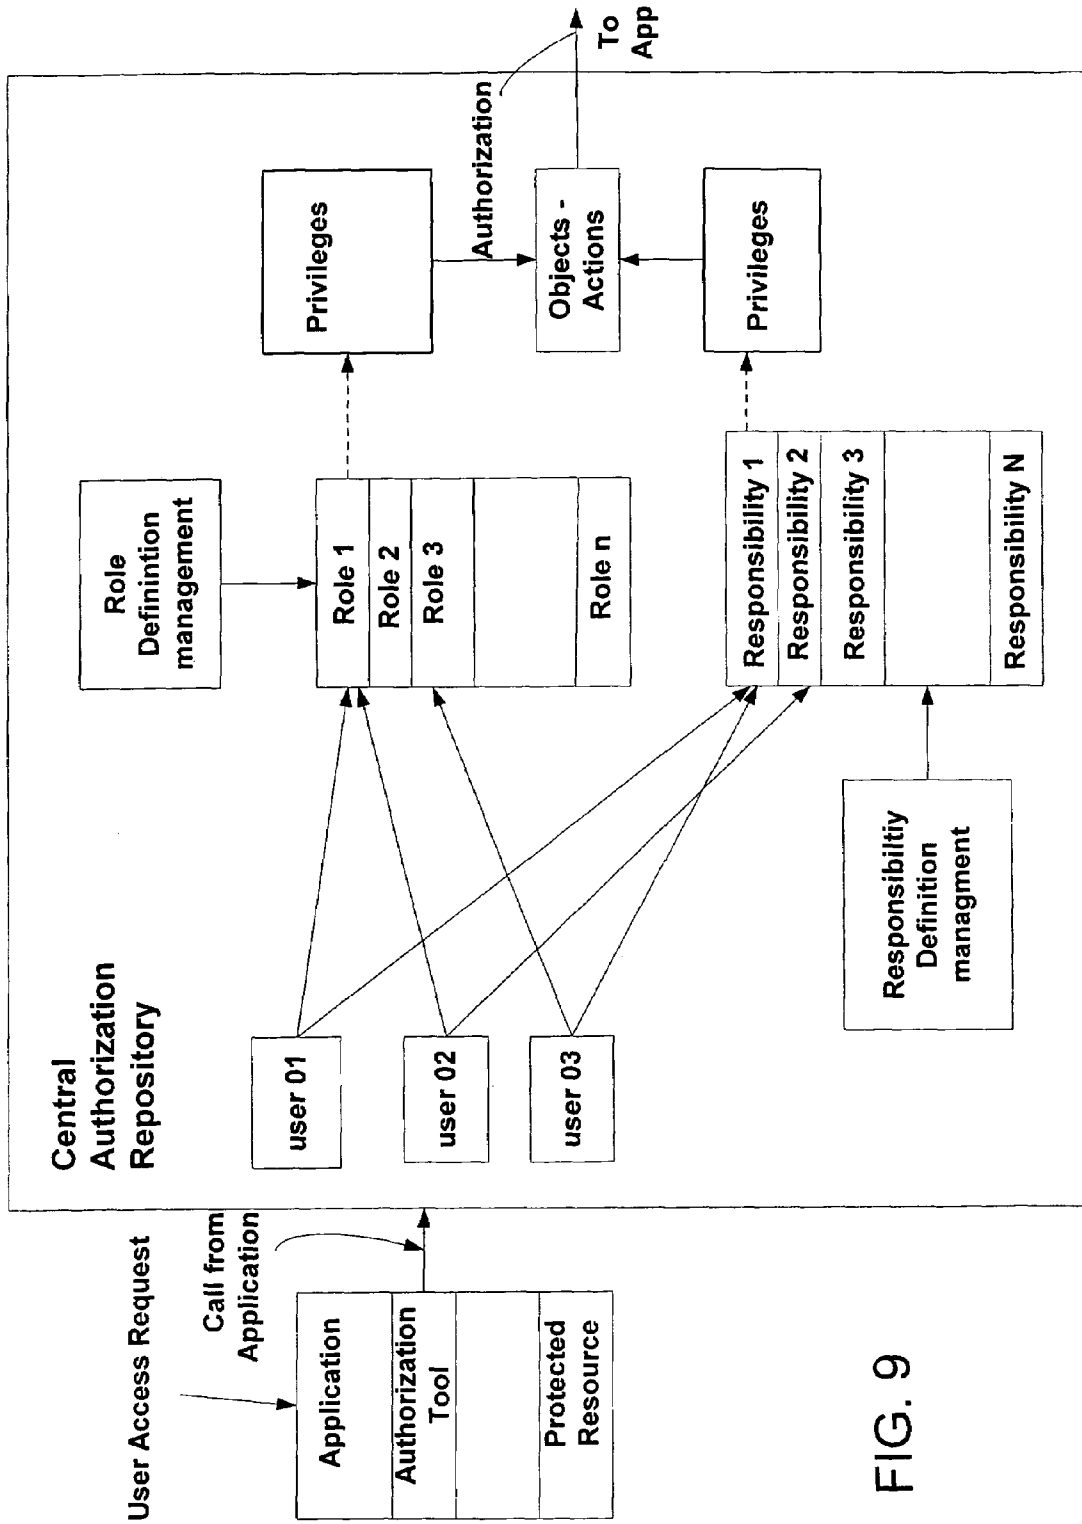 User Access Request
Call from
Application
Application
Authorization
Tool
Protected
Resource
Central
Authorization
Repository
user 01
user 02
user 03
Role
Definintion
management
Role 1
Role 2
Role 3
Role n
Responsibiltiy
Definition
managment
Responsibility 1
Responsibility 2
Responsibility 3
Responsibility N
Privileges
Authorization
Objects -
Actions
Privileges
To
App
FIG. 9